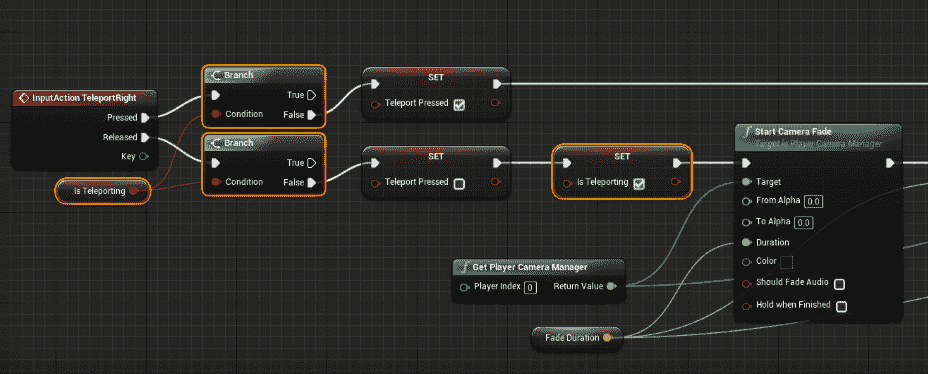 Branch
True
Condition
False
SET
Teleport Pressed
InputAction TeleportRight
Pressed
Released
Key
Branch
True
Condition
False
SET
Teleport Pressed
SET
Is Teleporting
Is Teleporting
Start Camera Fade
Target is Player Camera Manager
Target
From Alpha 0.0
To Alpha 0.0
Duration
Color
Should Fade Audio
Hold when Finished
Get Player Camera Manager
Player Index 0 Return Value
Fade Duration